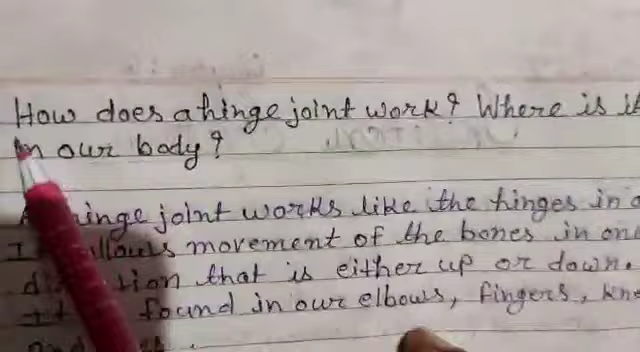 How does a hinge joint work? Where is it
in our body?
hinge joint works like the hinges in a
movement of the bones in one
that is either up or down.
found in our elbows, fingers,